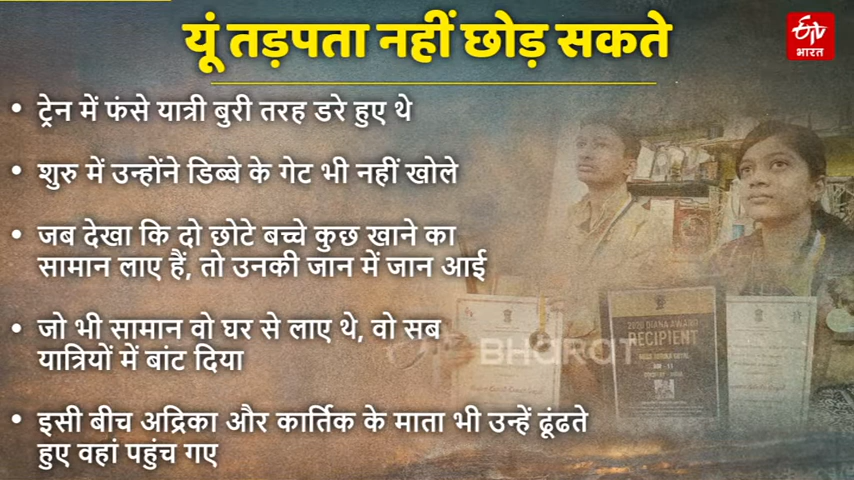 यूं तड़पता नहीं छोड़ सकते
ETV
भारत
• ट्रेन में फंसे यात्री बुरी तरह डरे हुए थे
• शुरु में उन्होंने डिब्बे के गेट भी नहीं खोले
• जब देखा कि दो छोटे बच्चे कुछ खाने का
सामान लाए हैं, तो उनकी जान में जान आई
• जो भी सामान वो घर से लाए थे, वो सब
यात्रियों में बांट दिया
• इसी बीच अद्रिका और कार्तिक के माता भी उन्हें ढूंढते
हुए वहां पहुंच गए
BHARAT
2020 DIANA AWARD
RECIPIENT